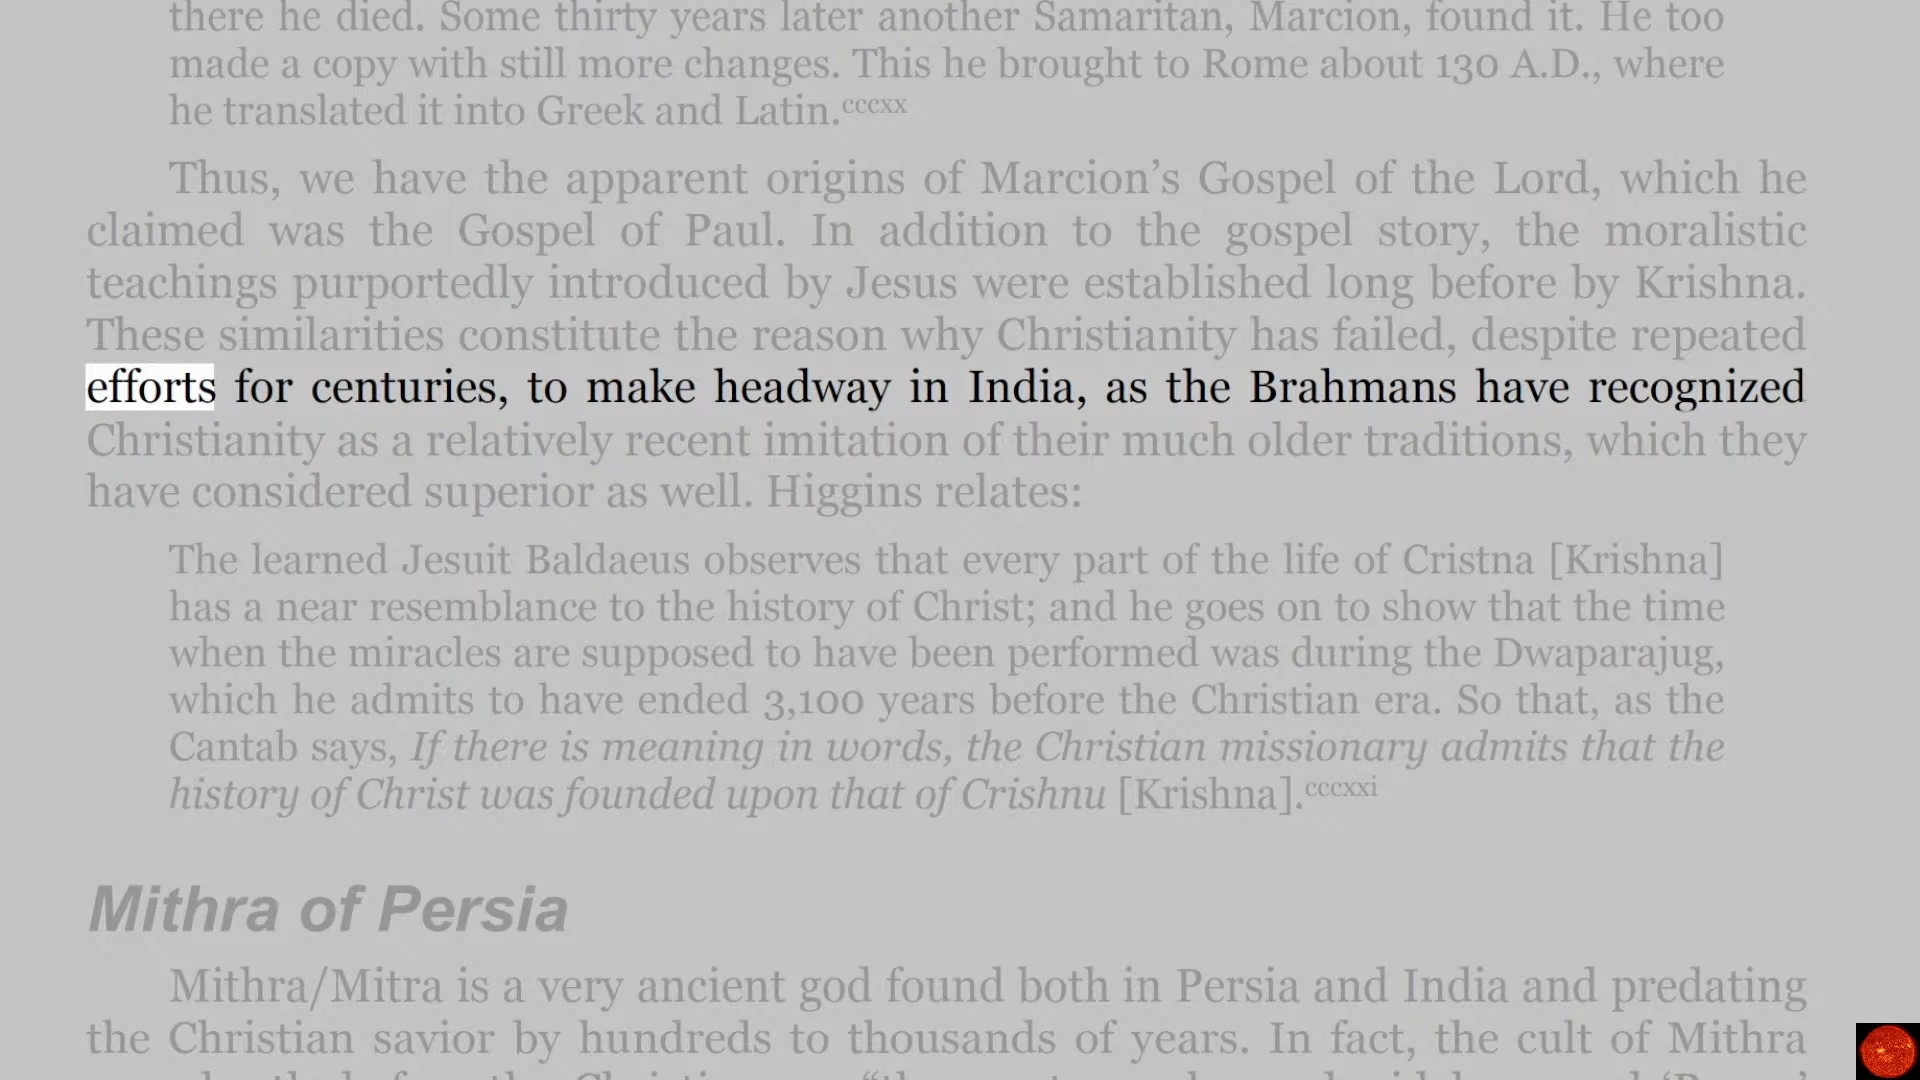 there he died. Some thirty years later another Samaritan, Marcion, found it. He too
made a copy with still more changes. This he brought to Rome about 130 A.D., where
he translated it into Greek and Latin.cccxx
Thus, we have the apparent origins of Marcion’s Gospel of the Lord, which he
claimed was the Gospel of Paul. In addition to the gospel story, the moralistic
teachings purportedly introduced by Jesus were established long before by Krishna.
These similarities constitute the reason why Christianity has failed, despite repeated
efforts for centuries, to make headway in India, as the Brahmans have recognized
Christianity as a relatively recent imitation of their much older traditions, which they
have considered superior as well. Higgins relates:
The learned Jesuit Baldaeus observes that every part of the life of Cristna [Krishna]
has a near resemblance to the history of Christ; and he goes on to show that the time
when the miracles are supposed to have been performed was during the Dwaparajug,
which he admits to have ended 3,100 years before the Christian era. So that, as the
Cantab says, If there is meaning in words, the Christian missionary admits that the
history of Christ was founded upon that of Crishnu [Krishna].cccxxi
Mithra of Persia
Mithra/Mitra is a very ancient god found both in Persia and India and predating
the Christian savior by hundreds to thousands of years. In fact, the cult of Mithra